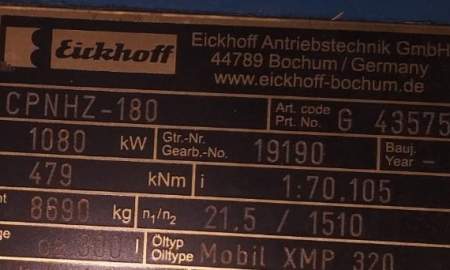 Eickhoff
Eickhoff Antriebstechnik GmbH
44789 Bochum / Germany
www.eickhoff-bochum.de
CPNHZ-180
Art. code
Prt. No. G 43575
1080 kW
Gtr.-Nr.
Gearb.-No. 19190
Bauj.
Year -
479 kNm i 1:70.105
8690 kg n1/n2 21.5 / 1510
l Öltyp
Oiltype Mobil XMP 320